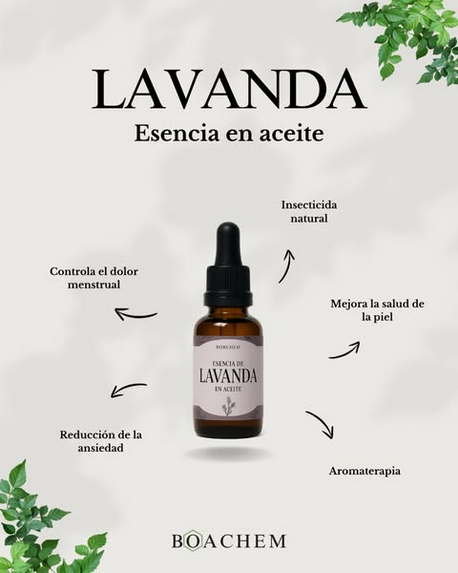 LAVANDA
Esencia en aceite
Insecticida
natural
Controla el dolor
menstrual
Mejora la salud de
la piel
ESENCIA DE
LAVANDA
EN ACEITE
Reducción de la
ansiedad
Aromaterapia
BOACHEM